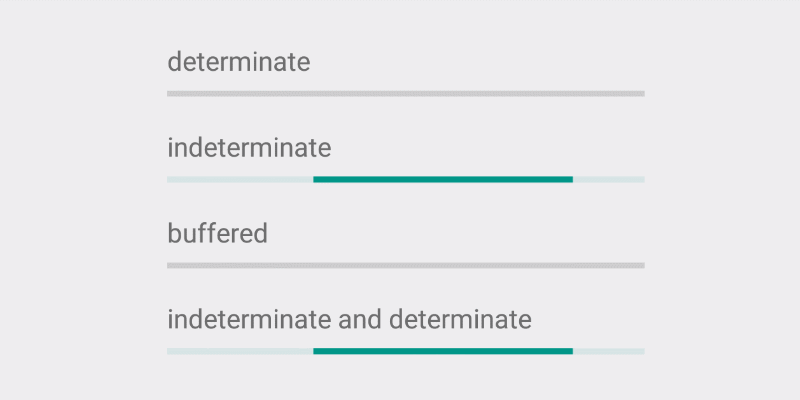 determinate
indeterminate
buffered
indeterminate and determinate